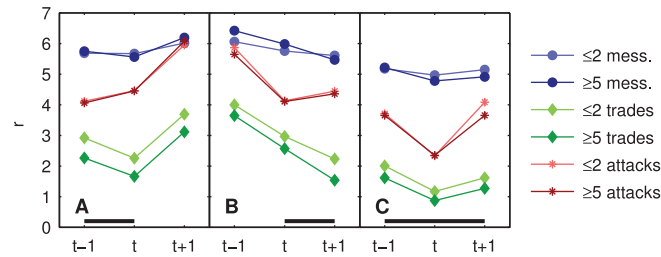 7
6
5
4
3
2
1
0
r
A
B
C
t−1 t t+1 t−1 t t+1 t−1 t t+1
≤2 mess.
≥5 mess.
≤2 trades
≥5 trades
≤2 attacks
≥5 attacks